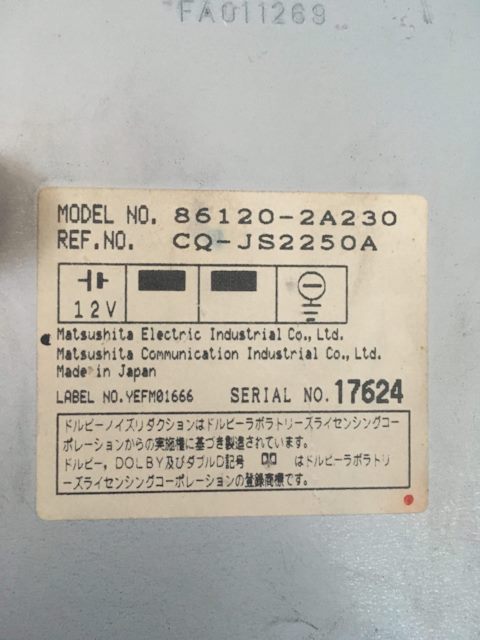 FA011269
MODEL NO. 86120-2A230
REF.NO. CQ-JS2250A
12V
Matsushita Electric Industrial Co., Ltd.
Matsushita Communication Industrial Co., Ltd.
Made in Japan
LABEL NO.YEFM01666 SERIAL NO. 17624
ドルビーノイズリダクションはドルビーラボラトリーズライセンシングコー
ポレーションからの実施権に基づき製造されています。
ドルビー, DOLBY及びダブルD記号 はドルビーラボラトリ
ーズライセンシングコーポレーションの登録商標です。